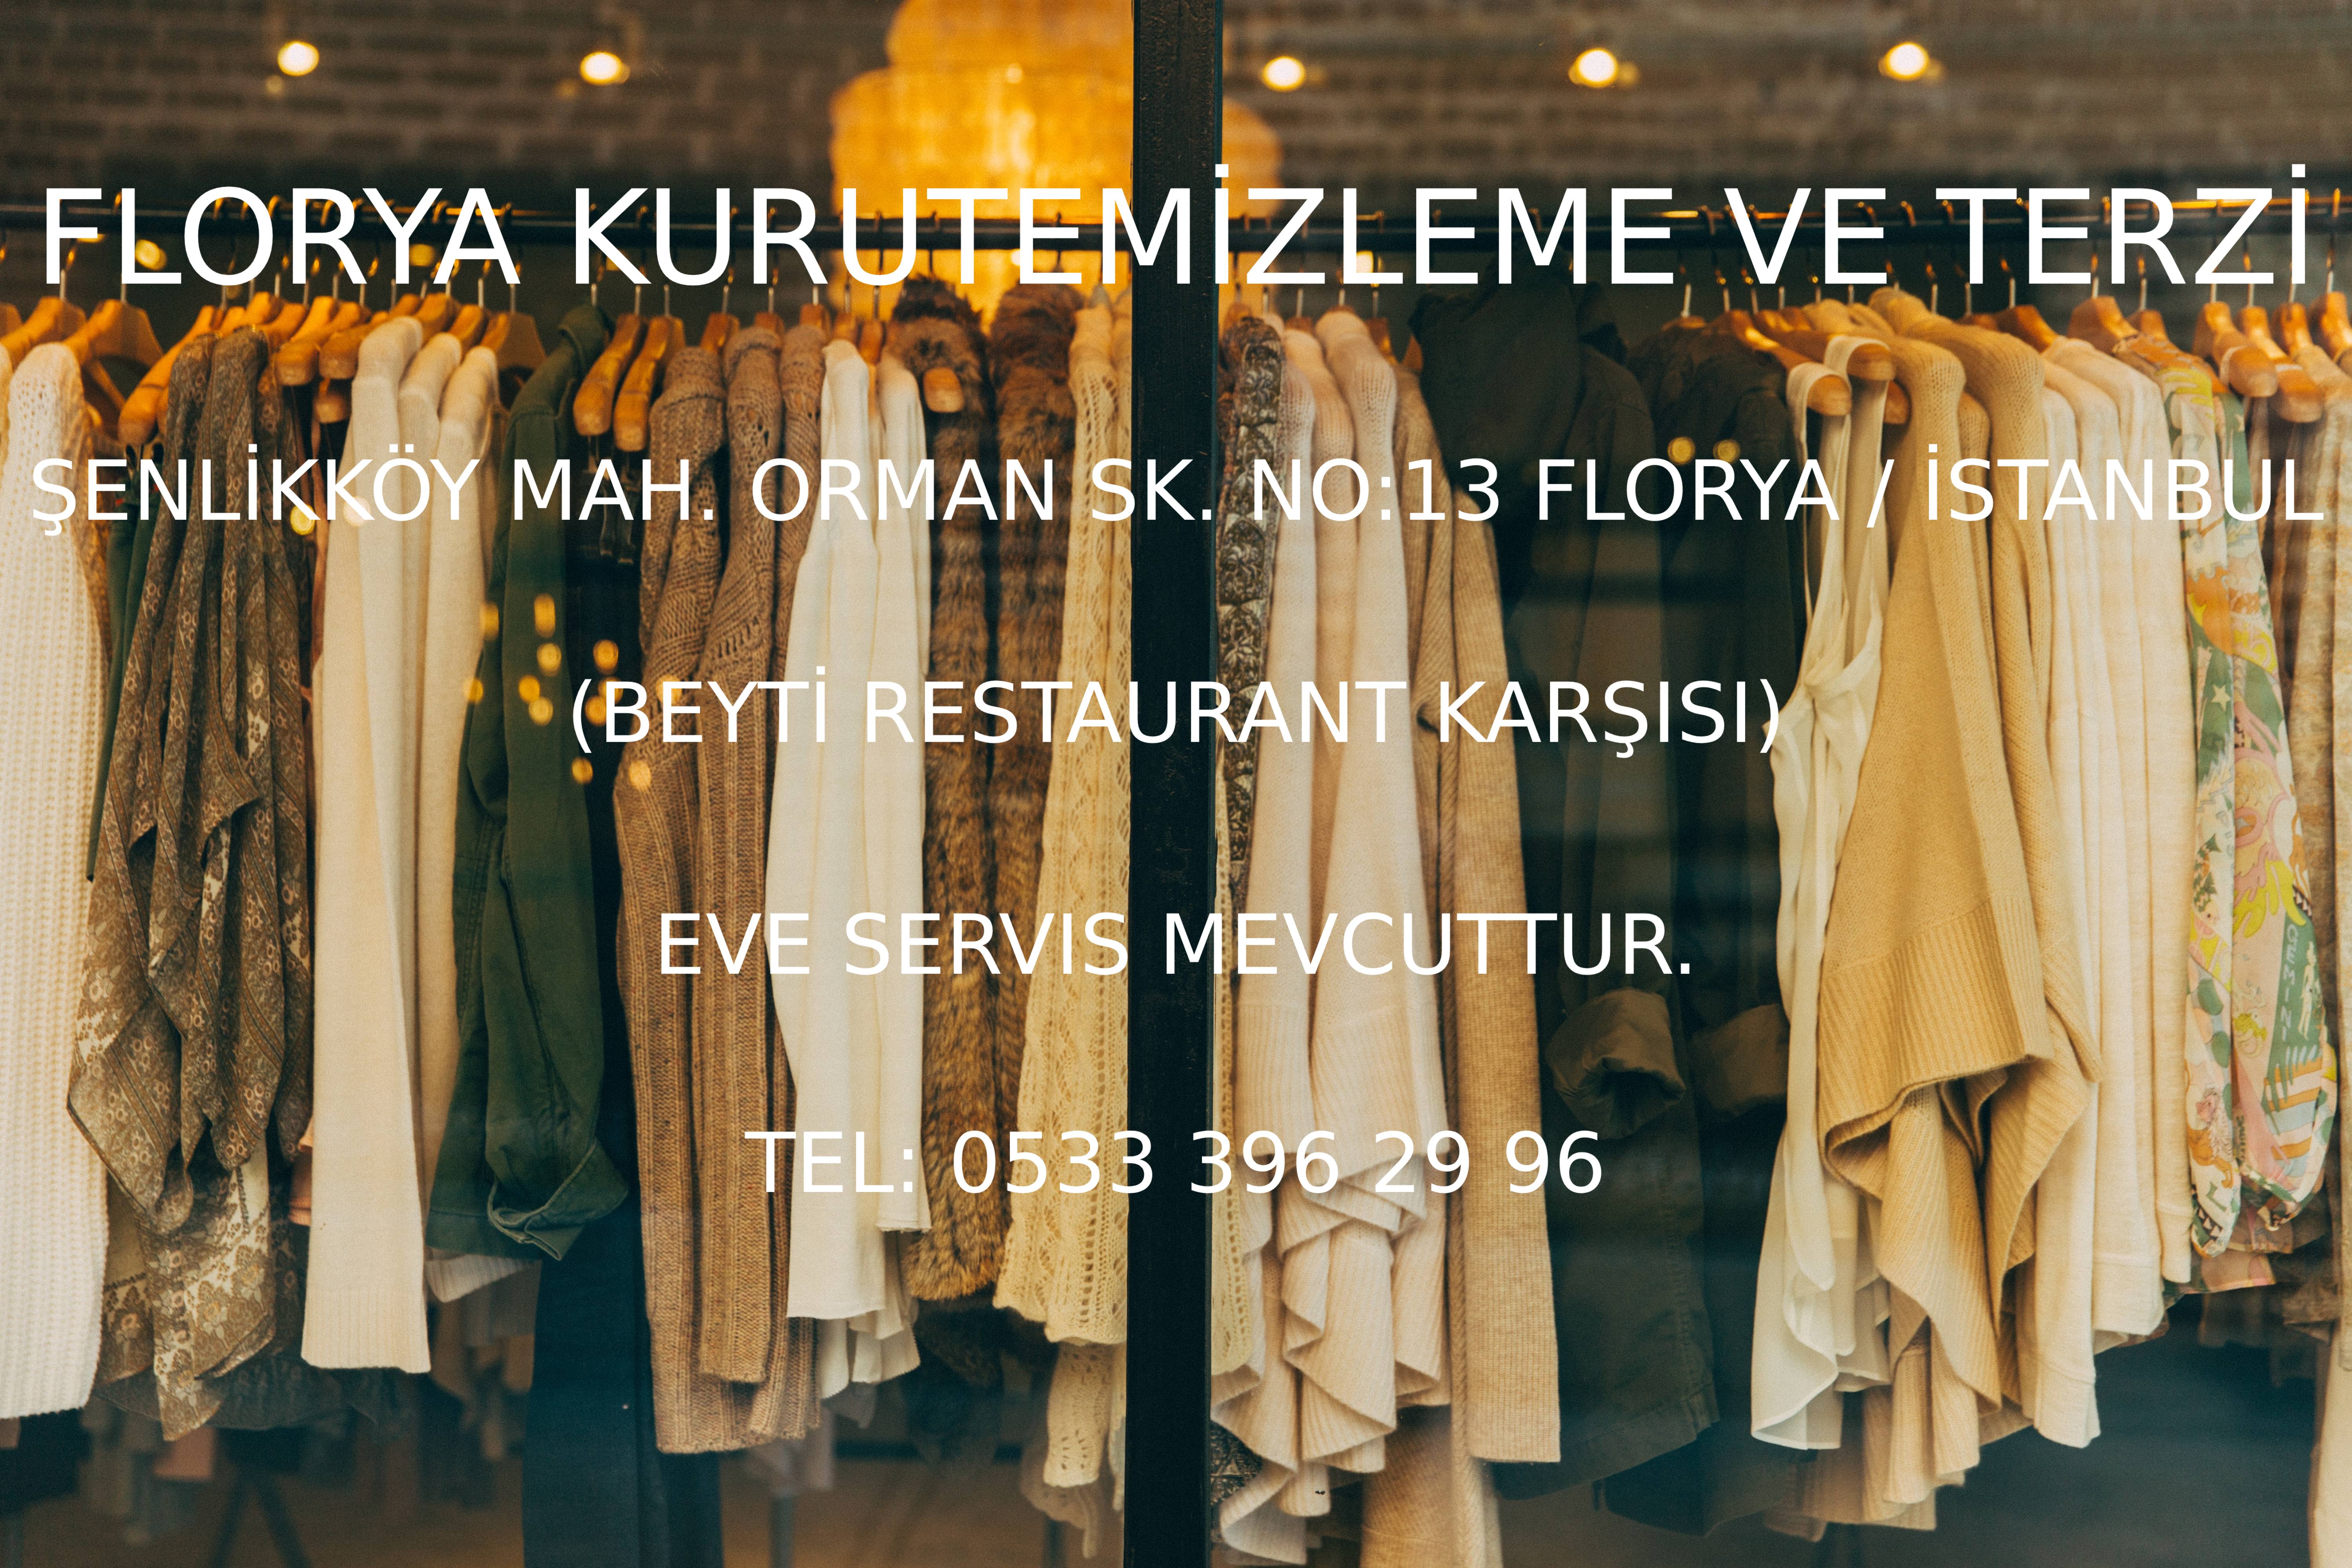 FLORYA KURUTEMİZLEME VE TERZİ
ŞENLİKKÖY MAH. ORMAN SK. NO:13 FLORYA / İSTANBUL
(BEYTİ RESTAURANT KARŞISI)
EVE SERVIS MEVCUTTUR.
TEL: 0533 396 29 96
GEMINI